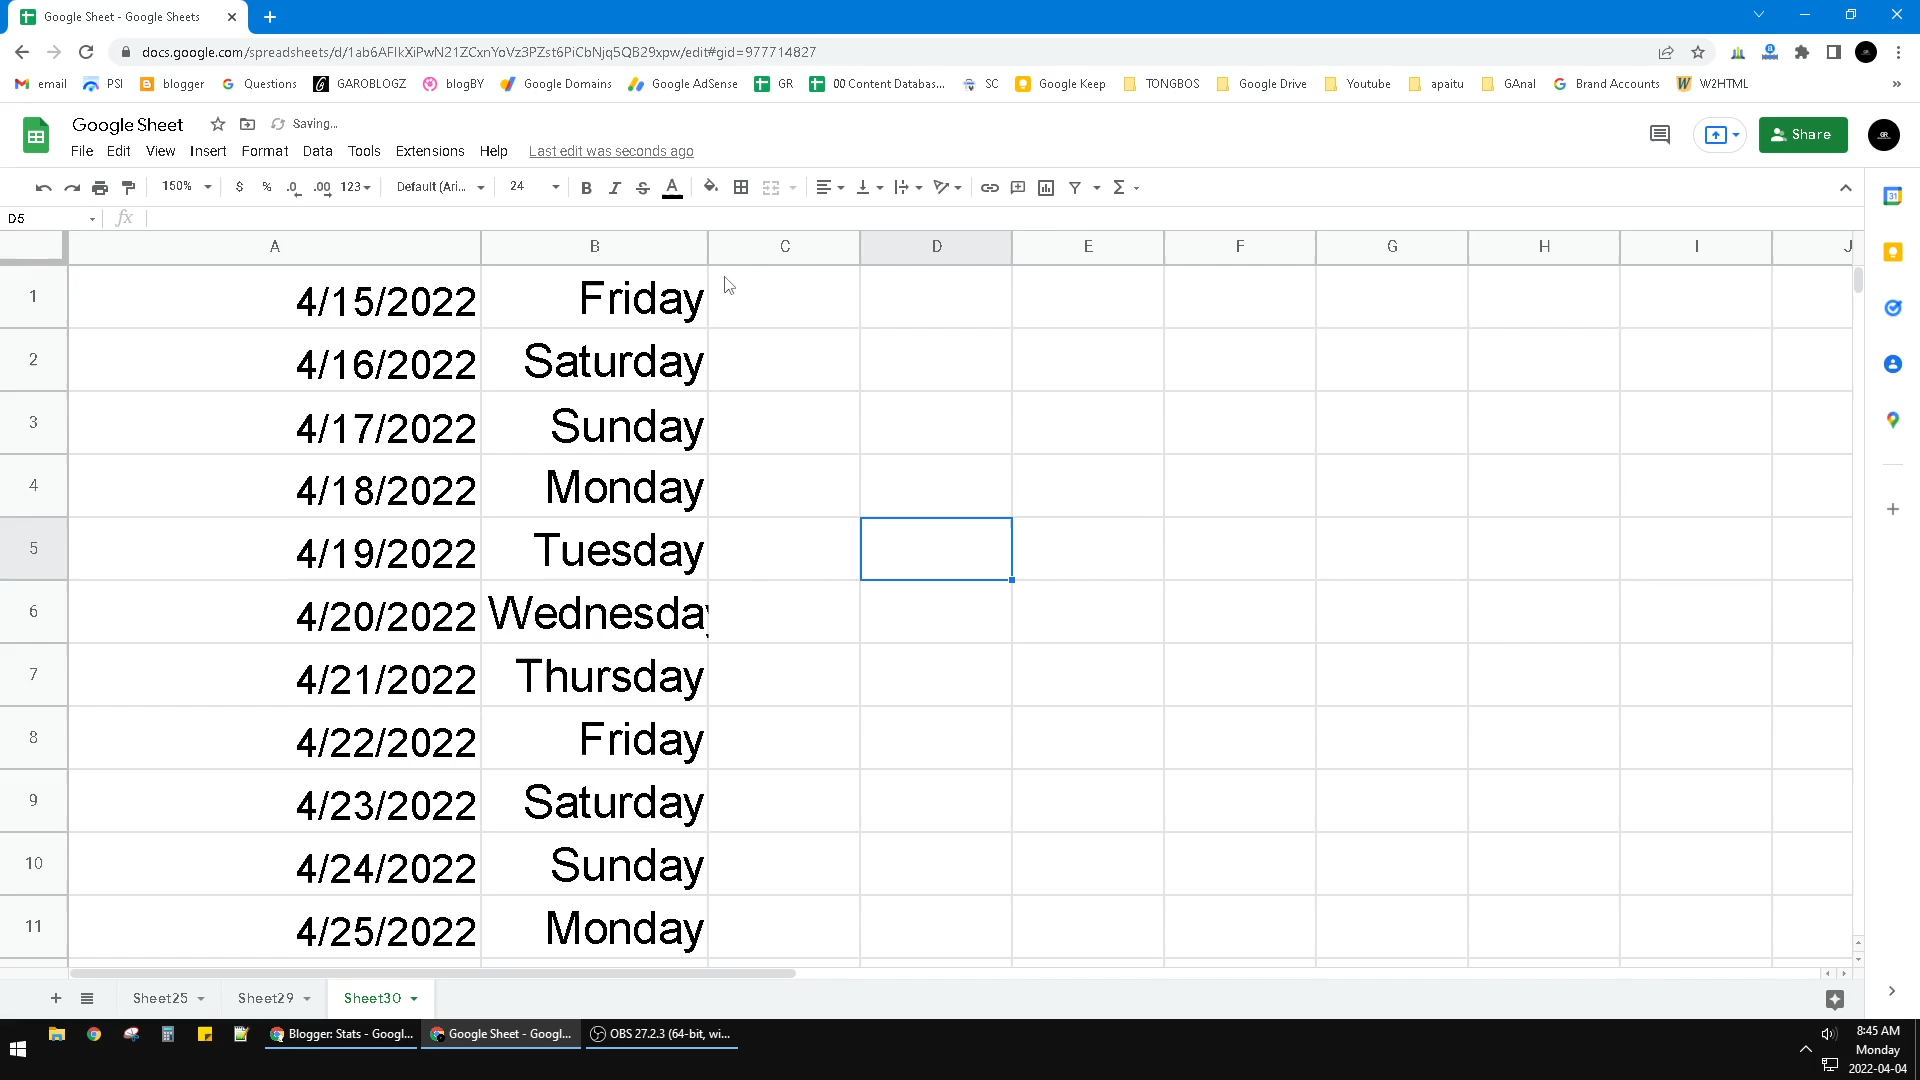 Google Sheet - Google Sheets
docs.google.com/spreadsheets/d/1ab6AFlkXiPwN21ZCxnYoVz3PZst6PiCbNjq5QB29xpw/edit#gid=977714827
email PSI blogger Questions GAROBLOGZ blogBY Google Domains Google AdSense GR 00 Content Databas... SC Google Keep TONGBOS Google Drive Youtube apaitu GAnal Brand Accounts W2HTML »
Google Sheet Saving...
Share
File Edit View Insert Format Data Tools Extensions Help Last edit was seconds ago
150% $ % .0 .00 123 Default (Ari... 24 B I S A Σ
D5 fx
A B C D E F G H I J
1 4/15/2022 Friday
2 4/16/2022 Saturday
3 4/17/2022 Sunday
4 4/18/2022 Monday
5 4/19/2022 Tuesday
6 4/20/2022 Wednesday
7 4/21/2022 Thursday
8 4/22/2022 Friday
9 4/23/2022 Saturday
10 4/24/2022 Sunday
11 4/25/2022 Monday
Sheet25 Sheet29 Sheet30
Blogger: Stats - Googl... Google Sheet - Googl... OBS 27.2.3 (64-bit, wi...
8:45 AM
Monday
2022-04-04